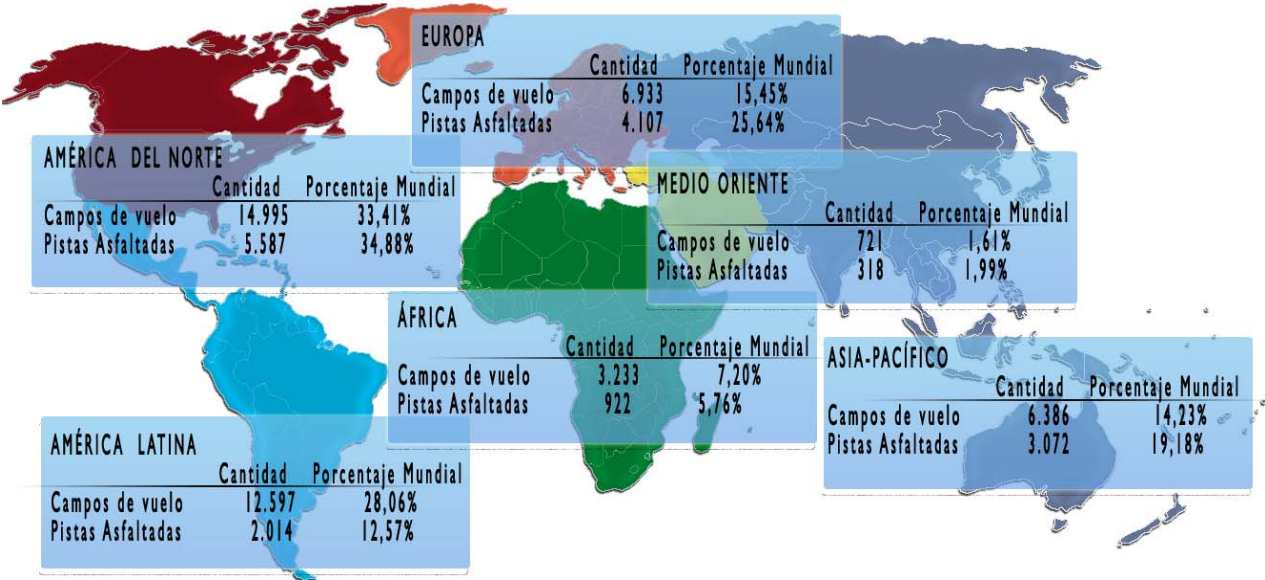 EUROPA
Cantidad Porcentaje Mundial
Campos de vuelo 6.933 15,45%
Pistas Asfaltadas 4.107 25,64%
AMÉRICA DEL NORTE
Cantidad Porcentaje Mundial
Campos de vuelo 14.995 33,41%
Pistas Asfaltadas 5.587 34,88%
MEDIO ORIENTE
Cantidad Porcentaje Mundial
Campos de vuelo 721 1,61%
Pistas Asfaltadas 318 1,99%
ÁFRICA
Cantidad Porcentaje Mundial
Campos de vuelo 3.233 7,20%
Pistas Asfaltadas 922 5,76%
ASIA-PACÍFICO
Cantidad Porcentaje Mundial
Campos de vuelo 6.386 14,23%
Pistas Asfaltadas 3.072 19,18%
AMÉRICA LATINA
Cantidad Porcentaje Mundial
Campos de vuelo 12.597 28,06%
Pistas Asfaltadas 2.014 12,57%